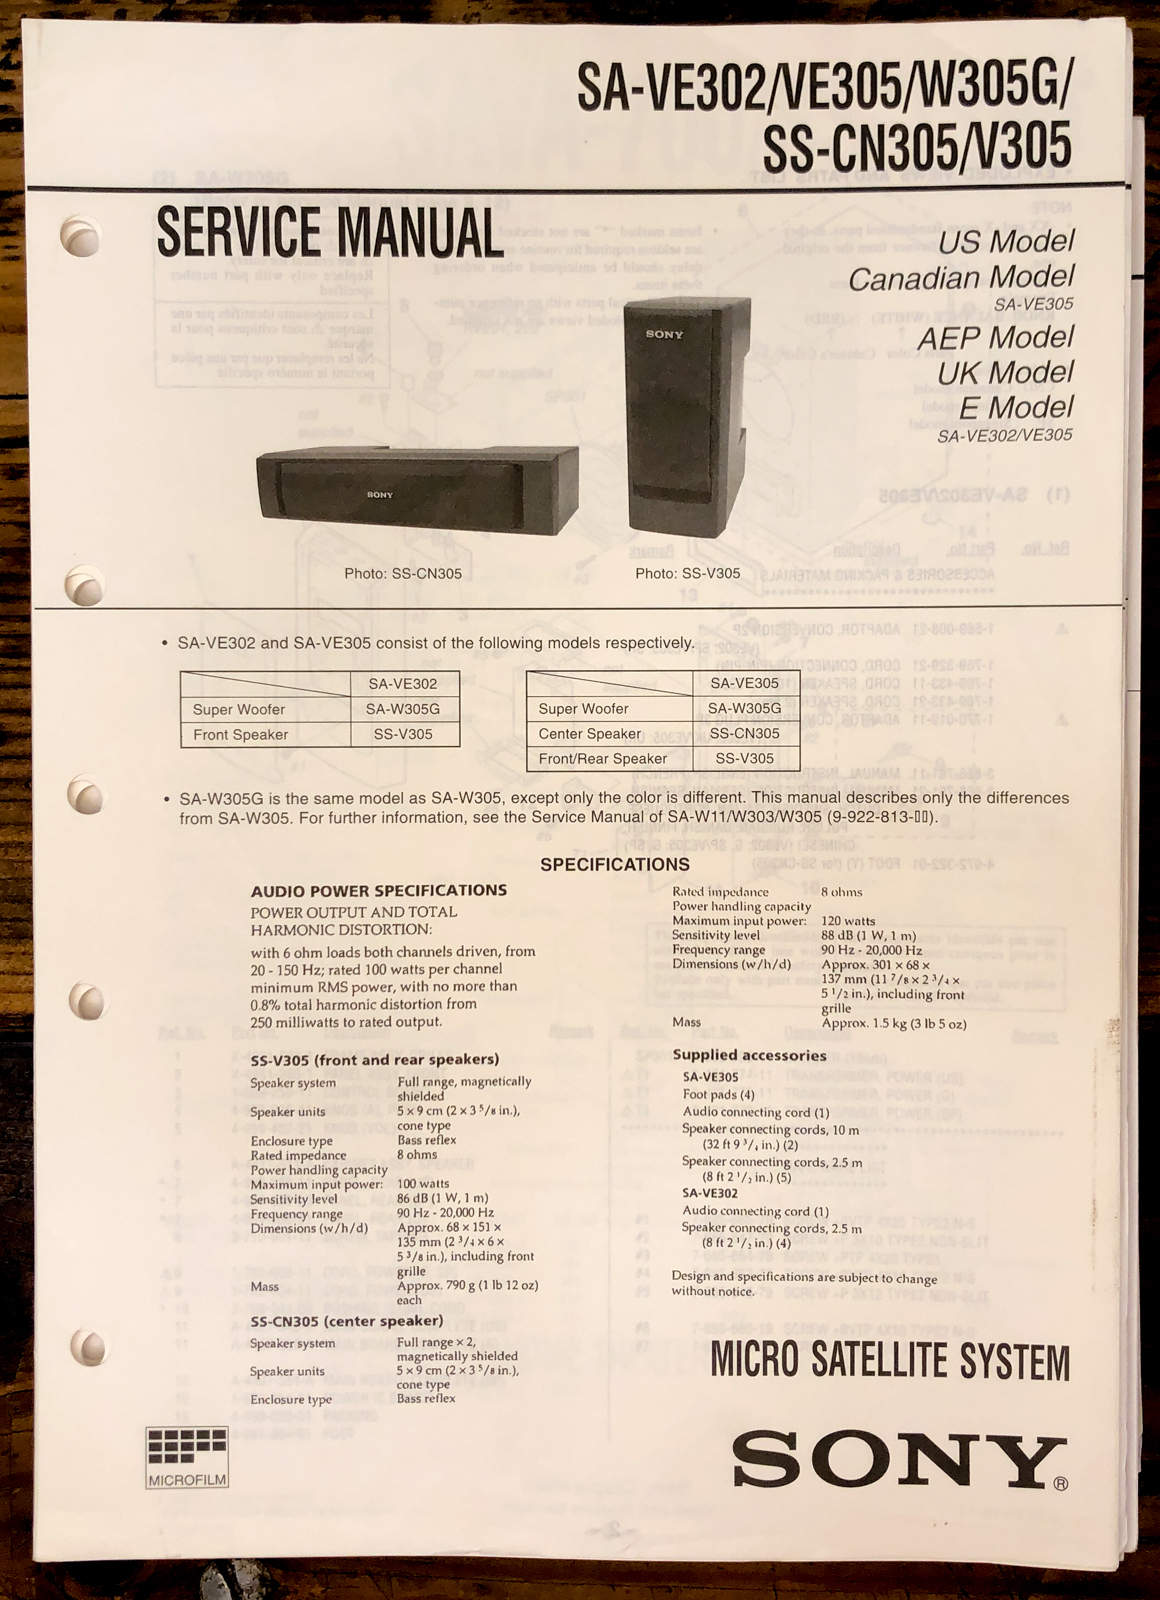 SA-VE302/VE305/W305G/
SS-CN305/V305
SERVICE MANUAL
US Model
Canadian Model
SA-VE305
AEP Model
UK Model
E Model
SA-VE302/VE305
SONY
SONY
Photo: SS-CN305
Photo: SS-V305
• SA-VE302 and SA-VE305 consist of the following models respectively.
SA-VE302
Super Woofer SA-W305G
Front Speaker SS-V305
SA-VE305
Super Woofer SA-W305G
Center Speaker SS-CN305
Front/Rear Speaker SS-V305
• SA-W305G is the same model as SA-W305, except only the color is different. This manual describes only the differences
from SA-W305. For further information, see the Service Manual of SA-W11/W303/W305 (9-922-813-▯▯).
SPECIFICATIONS
AUDIO POWER SPECIFICATIONS
POWER OUTPUT AND TOTAL
HARMONIC DISTORTION:
with 6 ohm loads both channels driven, from
20 - 150 Hz; rated 100 watts per channel
minimum RMS power, with no more than
0.8% total harmonic distortion from
250 milliwatts to rated output.
SS-V305 (front and rear speakers)
Speaker system Full range, magnetically
shielded
Speaker units 5 × 9 cm (2 × 3 5/8 in.),
cone type
Enclosure type Bass reflex
Rated impedance 8 ohms
Power handling capacity
Maximum input power: 100 watts
Sensitivity level 86 dB (1 W, 1 m)
Frequency range 90 Hz - 20,000 Hz
Dimensions (w/h/d) Approx. 68 × 151 ×
135 mm (2 3/4 × 6 ×
5 3/8 in.), including front
grille
Mass Approx. 790 g (1 lb 12 oz)
each
SS-CN305 (center speaker)
Speaker system Full range × 2,
magnetically shielded
Speaker units 5 × 9 cm (2 × 3 5/8 in.),
cone type
Enclosure type Bass reflex
Rated impedance 8 ohms
Power handling capacity
Maximum input power: 120 watts
Sensitivity level 88 dB (1 W, 1 m)
Frequency range 90 Hz - 20,000 Hz
Dimensions (w/h/d) Approx. 301 × 68 ×
137 mm (11 7/8 × 2 3/4 ×
5 1/2 in.), including front
grille
Mass Approx. 1.5 kg (3 lb 5 oz)
Supplied accessories
SA-VE305
Foot pads (4)
Audio connecting cord (1)
Speaker connecting cords, 10 m
(32 ft 9 3/4 in.) (2)
Speaker connecting cords, 2.5 m
(8 ft 2 1/2 in.) (5)
SA-VE302
Audio connecting cord (1)
Speaker connecting cords, 2.5 m
(8 ft 2 1/2 in.) (4)
Design and specifications are subject to change
without notice.
MICRO SATELLITE SYSTEM
MICROFILM
SONY®